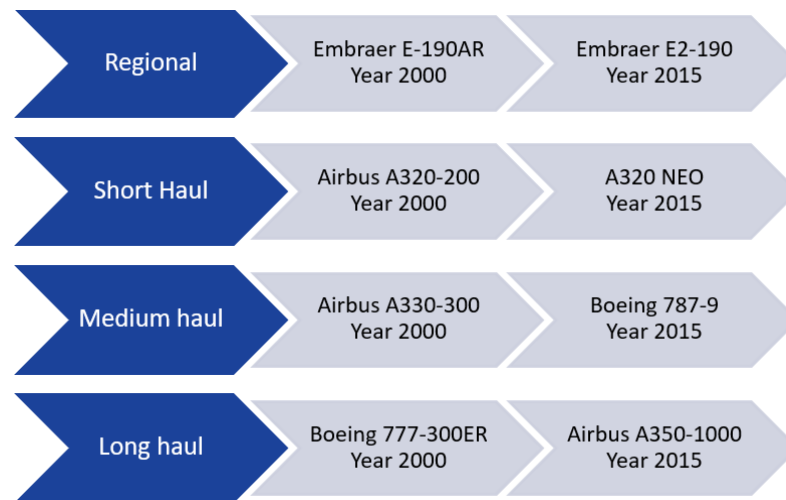 Regional
Embraer E-190AR
Year 2000
Embraer E2-190
Year 2015
Short Haul
Airbus A320-200
Year 2000
A320 NEO
Year 2015
Medium haul
Airbus A330-300
Year 2000
Boeing 787-9
Year 2015
Long haul
Boeing 777-300ER
Year 2000
Airbus A350-1000
Year 2015